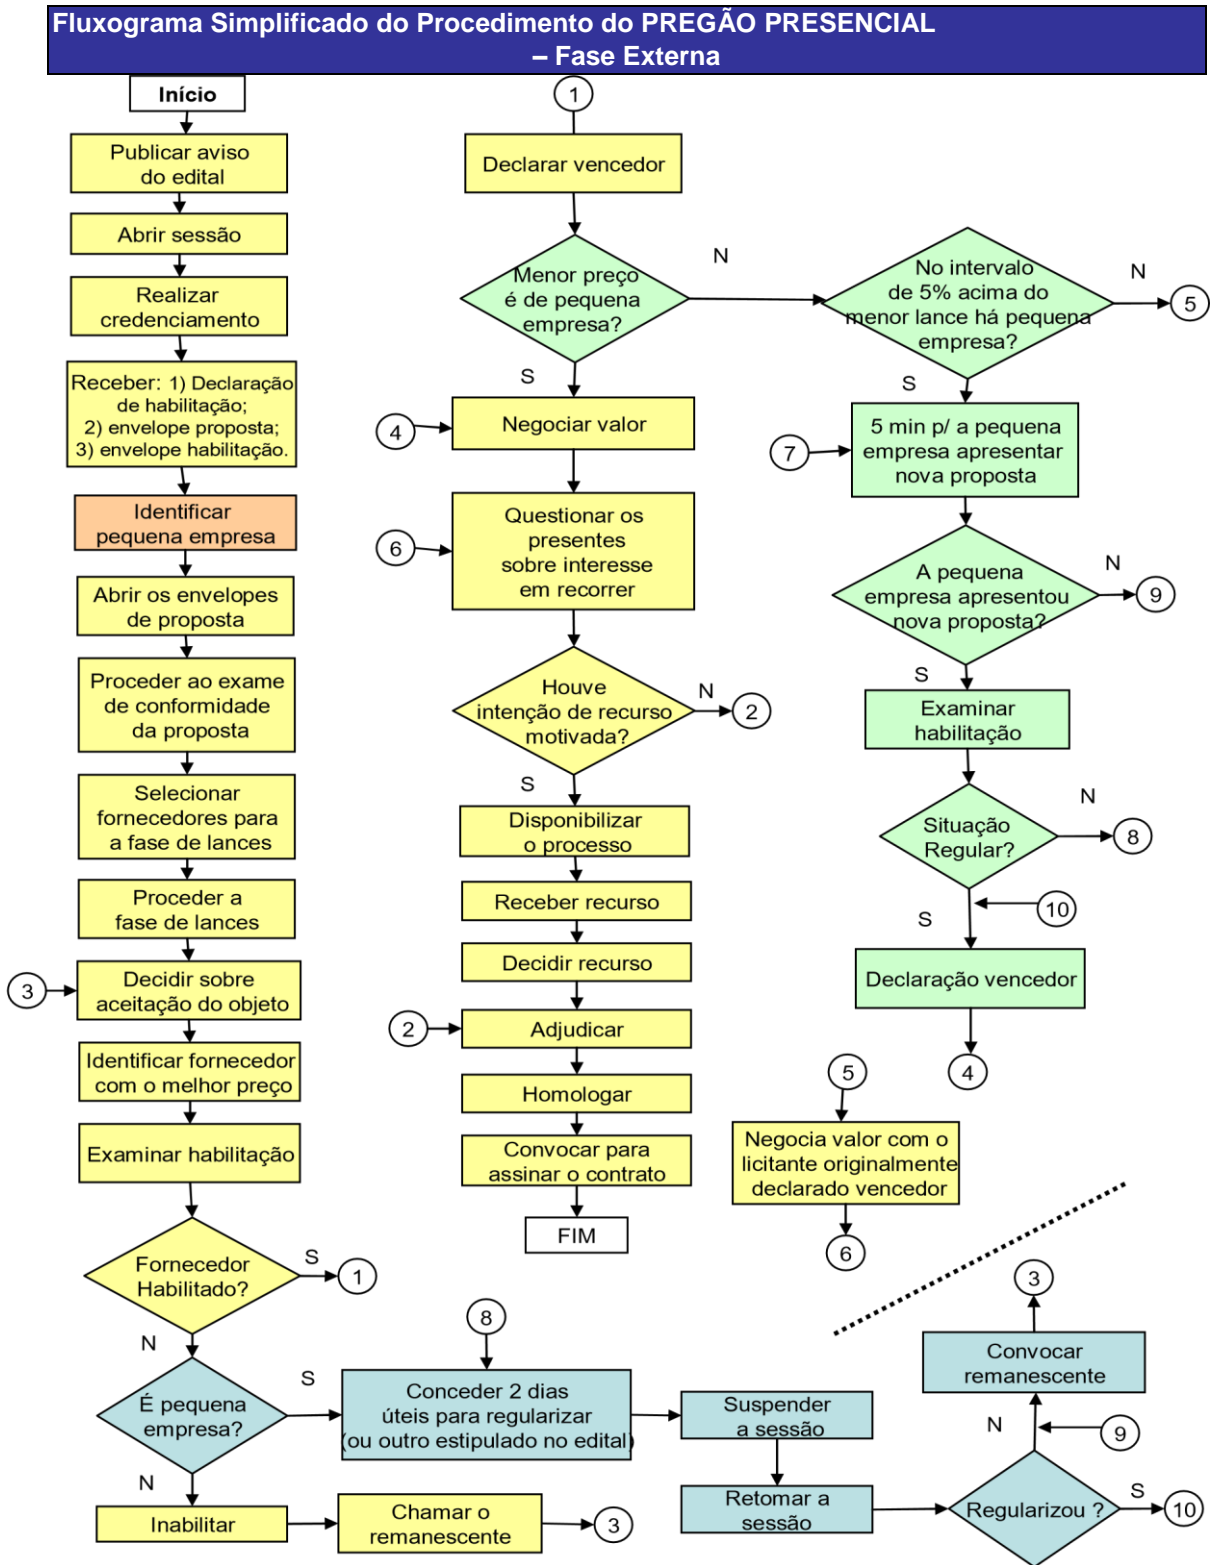 Fluxograma Simplificado do Procedimento do PREGÃO PRESENCIAL
– Fase Externa
Início
Publicar aviso
do edital
Abrir sessão
Realizar
credenciamento
Receber: 1) Declaração
de habilitação;
2) envelope proposta;
3) envelope habilitação.
Identificar
pequena empresa
Abrir os envelopes
de proposta
Proceder ao exame
de conformidade
da proposta
Selecionar
fornecedores para
a fase de lances
Proceder a
fase de lances
3
Decidir sobre
aceitação do objeto
Identificar fornecedor
com o melhor preço
Examinar habilitação
Fornecedor
Habilitado?
S
1
N
É pequena
empresa?
S
N
Inabilitar
Chamar o
remanescente
3
8
Conceder 2 dias
úteis para regularizar
(ou outro estipulado no edital)
Suspender
a sessão
Retomar a
sessão
Regularizou ?
S
10
N
9
Convocar
remanescente
3
1
Declarar vencedor
Menor preço
é de pequena
empresa?
N
S
4
Negociar valor
6
Questionar os
presentes
sobre interesse
em recorrer
Houve
intenção de recurso
motivada?
N
2
S
Disponibilizar
o processo
Receber recurso
Decidir recurso
2
Adjudicar
Homologar
Convocar para
assinar o contrato
FIM
No intervalo
de 5% acima do
menor lance há pequena
empresa?
N
5
S
7
5 min p/ a pequena
empresa apresentar
nova proposta
A pequena
empresa apresentou
nova proposta?
N
9
S
Examinar
habilitação
Situação
Regular?
N
8
10
S
Declaração vencedor
4
5
Negocia valor com o
licitante originalmente
declarado vencedor
6